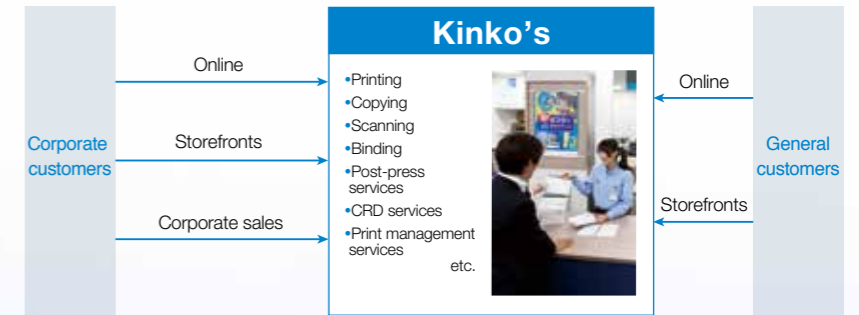 Kinko's
Corporate
customers
Online
Storefronts
Corporate sales
•Printing
•Copying
•Scanning
•Binding
•Post-press
services
•CRD services
•Print management
services
etc.
Online
Storefronts
General
customers